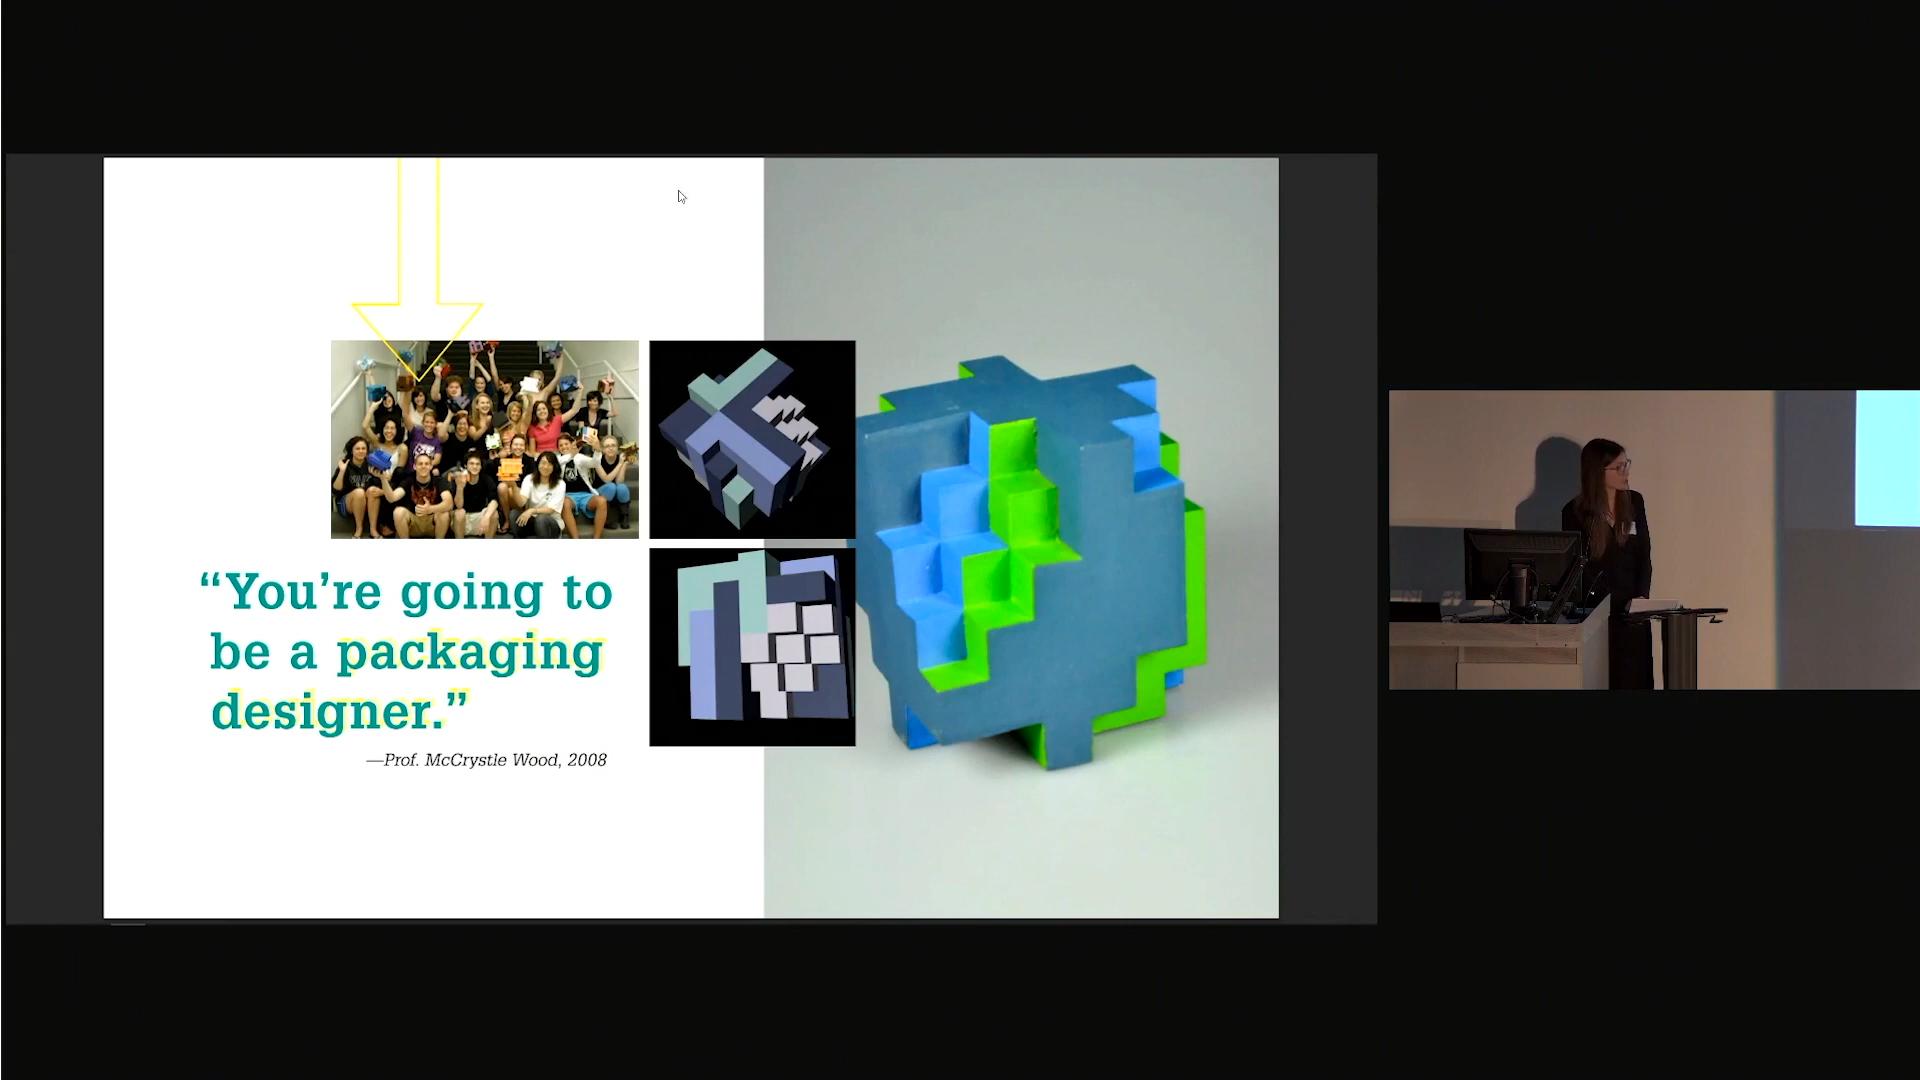 “You’re going to
be a packaging
designer.”
—Prof. McCrystle Wood, 2008